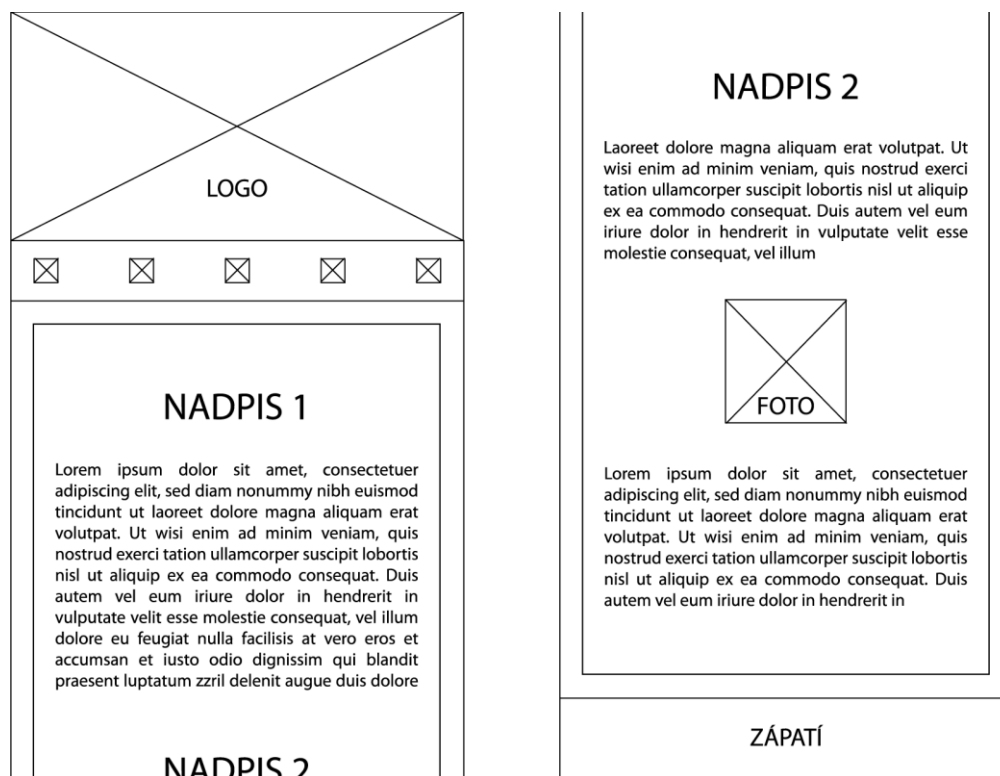 LOGO
NADPIS 1
Lorem ipsum dolor sit amet, consectetuer
adipiscing elit, sed diam nonummy nibh euismod
tincidunt ut laoreet dolore magna aliquam erat
volutpat. Ut wisi enim ad minim veniam, quis
nostrud exerci tation ullamcorper suscipit lobortis
nisl ut aliquip ex ea commodo consequat. Duis
autem vel eum iriure dolor in hendrerit in
vulputate velit esse molestie consequat, vel illum
dolore eu feugiat nulla facilisis at vero eros et
accumsan et iusto odio dignissim qui blandit
praesent luptatum zzril delenit augue duis dolore
NADPIS 2
NADPIS 2
Laoreet dolore magna aliquam erat volutpat. Ut
wisi enim ad minim veniam, quis nostrud exerci
tation ullamcorper suscipit lobortis nisl ut aliquip
ex ea commodo consequat. Duis autem vel eum
iriure dolor in hendrerit in vulputate velit esse
molestie consequat, vel illum
FOTO
Lorem ipsum dolor sit amet, consectetuer
adipiscing elit, sed diam nonummy nibh euismod
tincidunt ut laoreet dolore magna aliquam erat
volutpat. Ut wisi enim ad minim veniam, quis
nostrud exerci tation ullamcorper suscipit lobortis
nisl ut aliquip ex ea commodo consequat. Duis
autem vel eum iriure dolor in hendrerit in
ZÁPATÍ